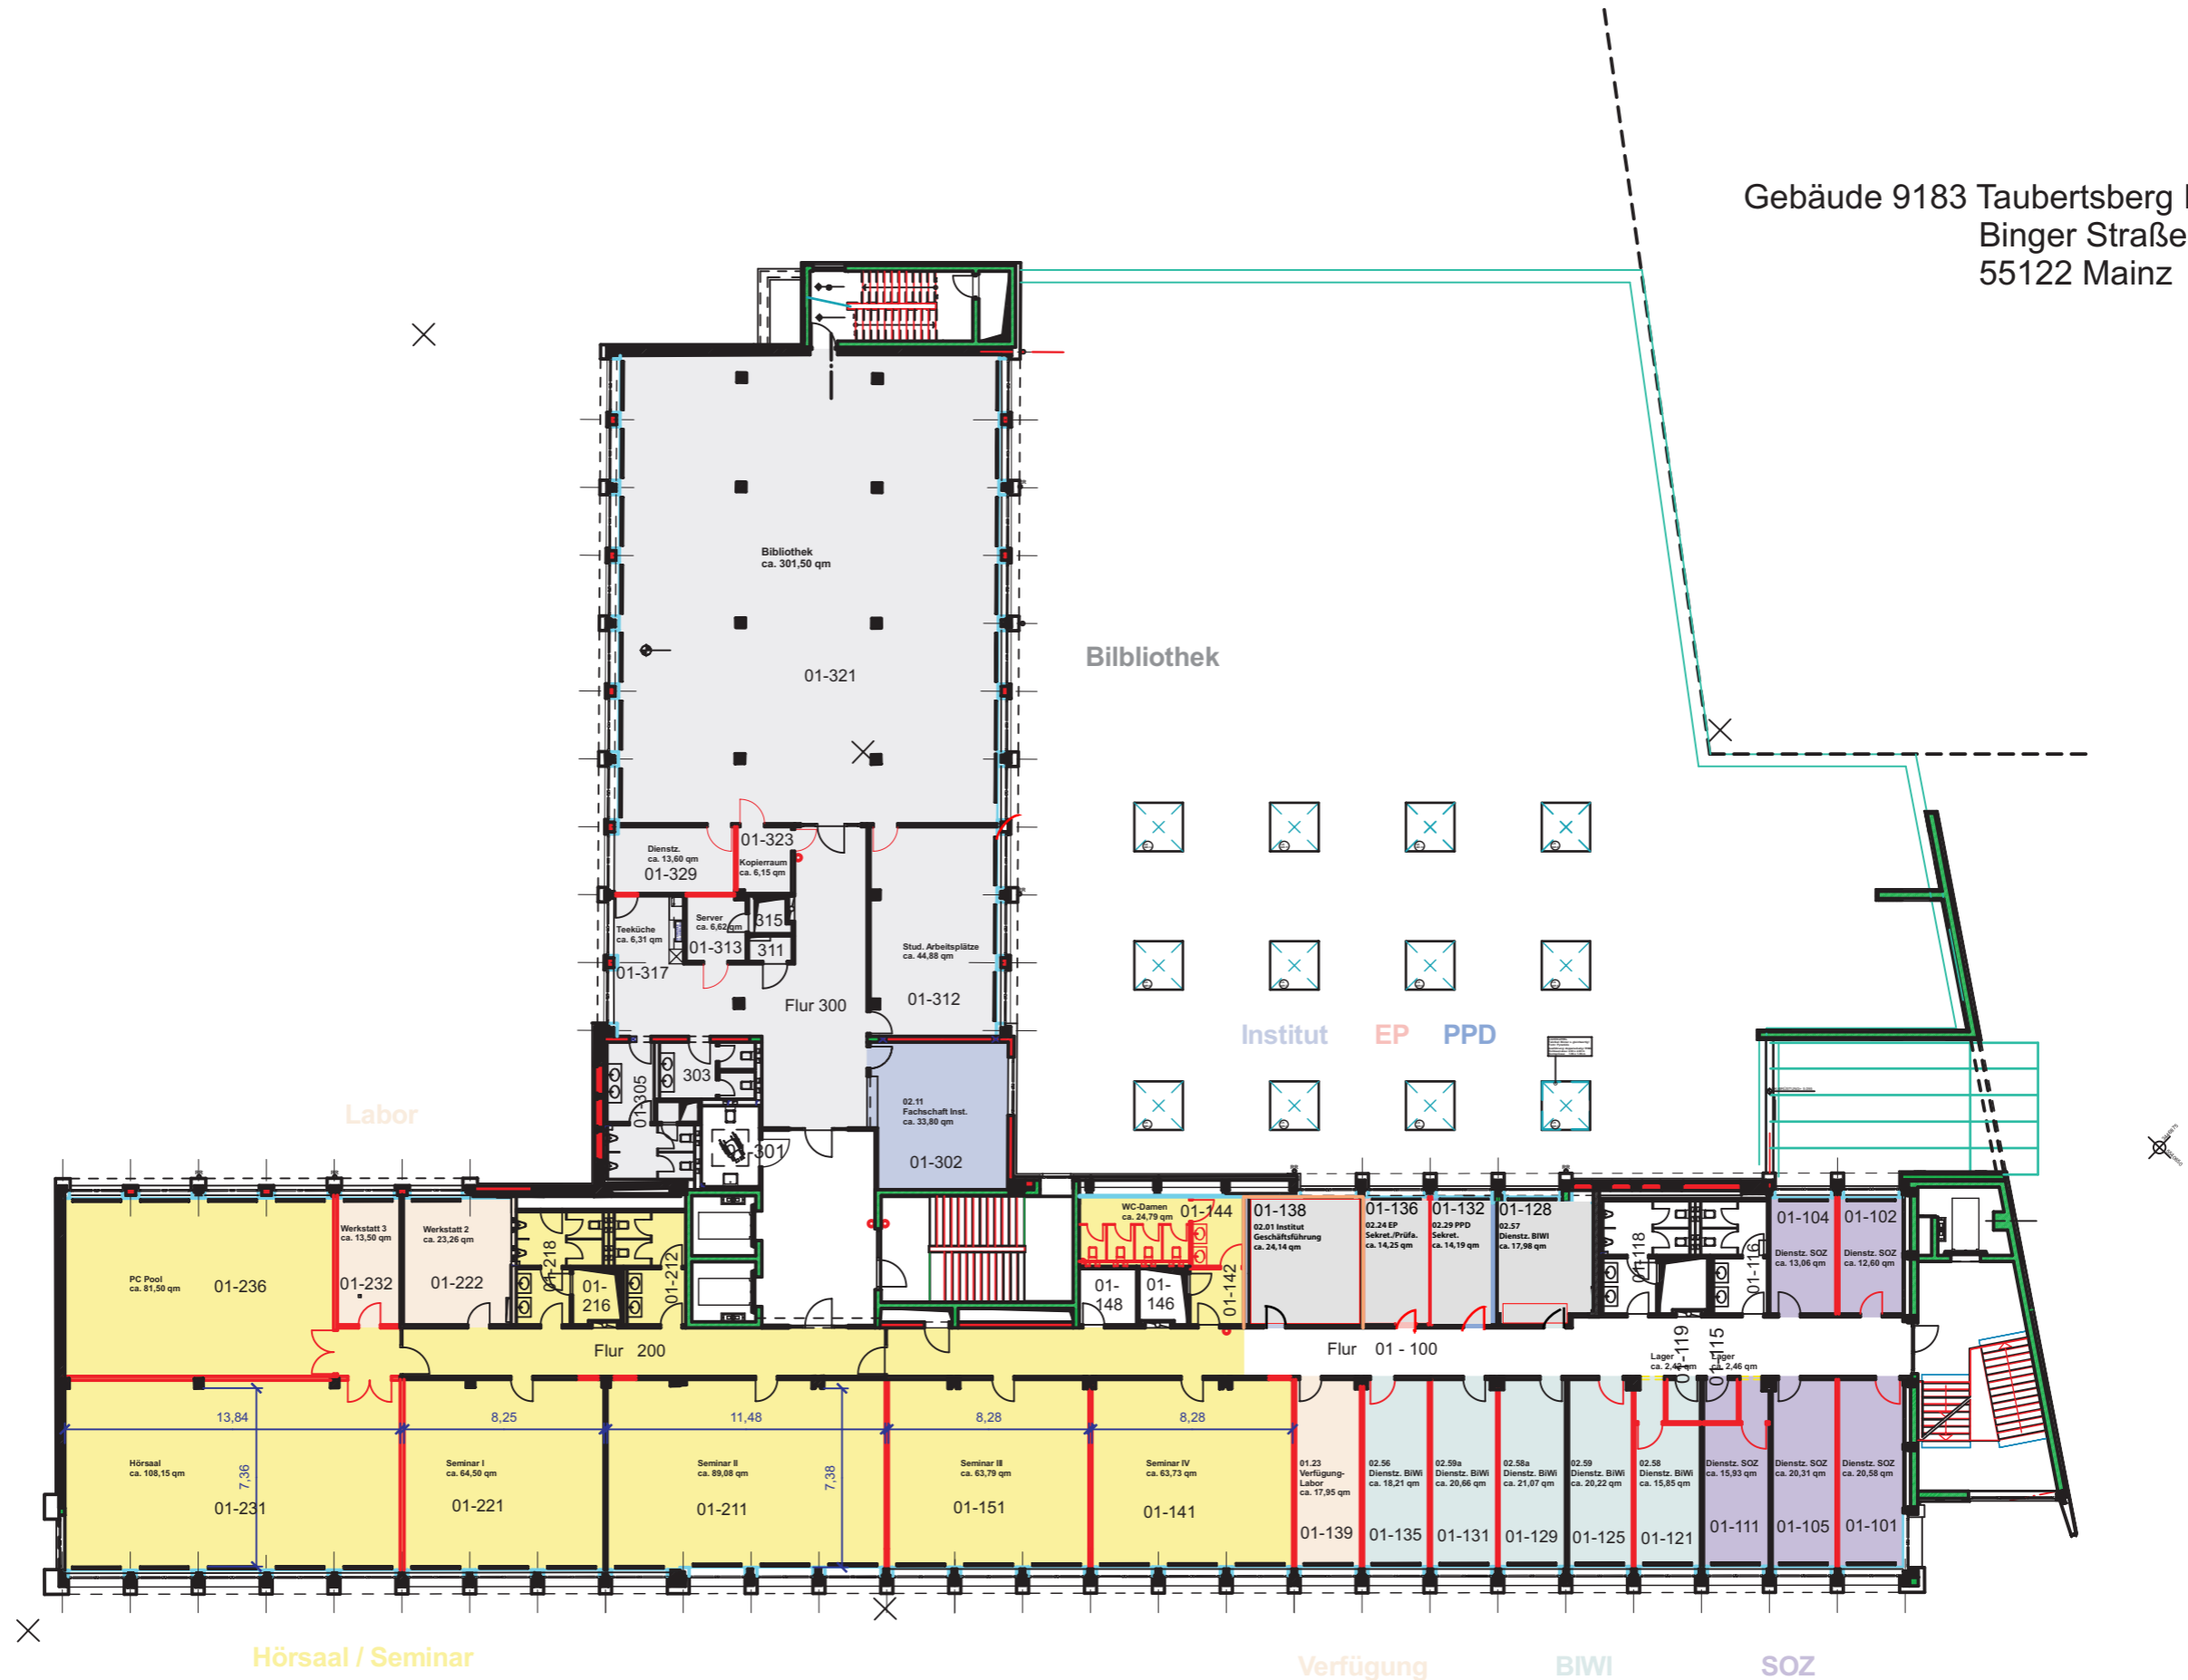 Gebäude 9183 Taubertsberg
Binger Straße
55122 Mainz
Bibliothek
ca. 301,50 qm
01-321
Bilbliothek
Dienstz.
ca. 13,60 qm
01-329
01-323
Kopierraum
ca. 6,15 qm
Teeküche
ca. 6,31 qm
01-317
Server
ca. 6,62 qm
01-313
315
311
Stud. Arbeitsplätze
ca. 44,88 qm
01-312
Flur 300
Institut
EP
PPD
01-305
303
-301
02.11
Fachschaft Inst.
ca. 33,80 qm
01-302
Labor
PC Pool
ca. 81,50 qm
01-236
Werkstatt 3
ca. 13,50 qm
01-232
Werkstatt 2
ca. 23,26 qm
01-222
01-218
01-
216
01-212
WC-Damen
ca. 24,79 qm
01-144
01-
148
01-
146
01-142
01-138
02.01 Institut
Geschäftsführung
ca. 24,14 qm
01-136
02.24 EP
Sekret./Prüfa.
ca. 14,25 qm
01-132
02.29 PPD
Sekret.
ca. 14,19 qm
01-128
02.57
Dienstz. BIWI
ca. 17,98 qm
01-118
01-116
01-104
Dienstz. SOZ
ca. 13,06 qm
01-102
Dienstz. SOZ
ca. 12,60 qm
Flur 200
Flur 01 - 100
Lager
ca. 2,42 qm
01-119
Lager
ca. 2,46 qm
01-115
13,84
8,25
11,48
8,28
8,28
7,36
7,38
Hörsaal
ca. 108,15 qm
01-231
Seminar I
ca. 64,50 qm
01-221
Seminar II
ca. 89,08 qm
01-211
Seminar III
ca. 63,79 qm
01-151
Seminar IV
ca. 63,73 qm
01-141
01.23
Verfügung-
Labor
ca. 17,95 qm
01-139
02.56
Dienstz. BiWi
ca. 18,21 qm
01-135
02.59a
Dienstz. BiWi
ca. 20,66 qm
01-131
02.58a
Dienstz. BiWi
ca. 21,07 qm
01-129
02.59
Dienstz. BiWi
ca. 20,22 qm
01-125
02.58
Dienstz. BiWi
ca. 15,85 qm
01-121
Dienstz. SOZ
ca. 15,93 qm
01-111
Dienstz. SOZ
ca. 20,31 qm
01-105
Dienstz. SOZ
ca. 20,58 qm
01-101
Hörsaal / Seminar
Verfügung
BIWI
SOZ